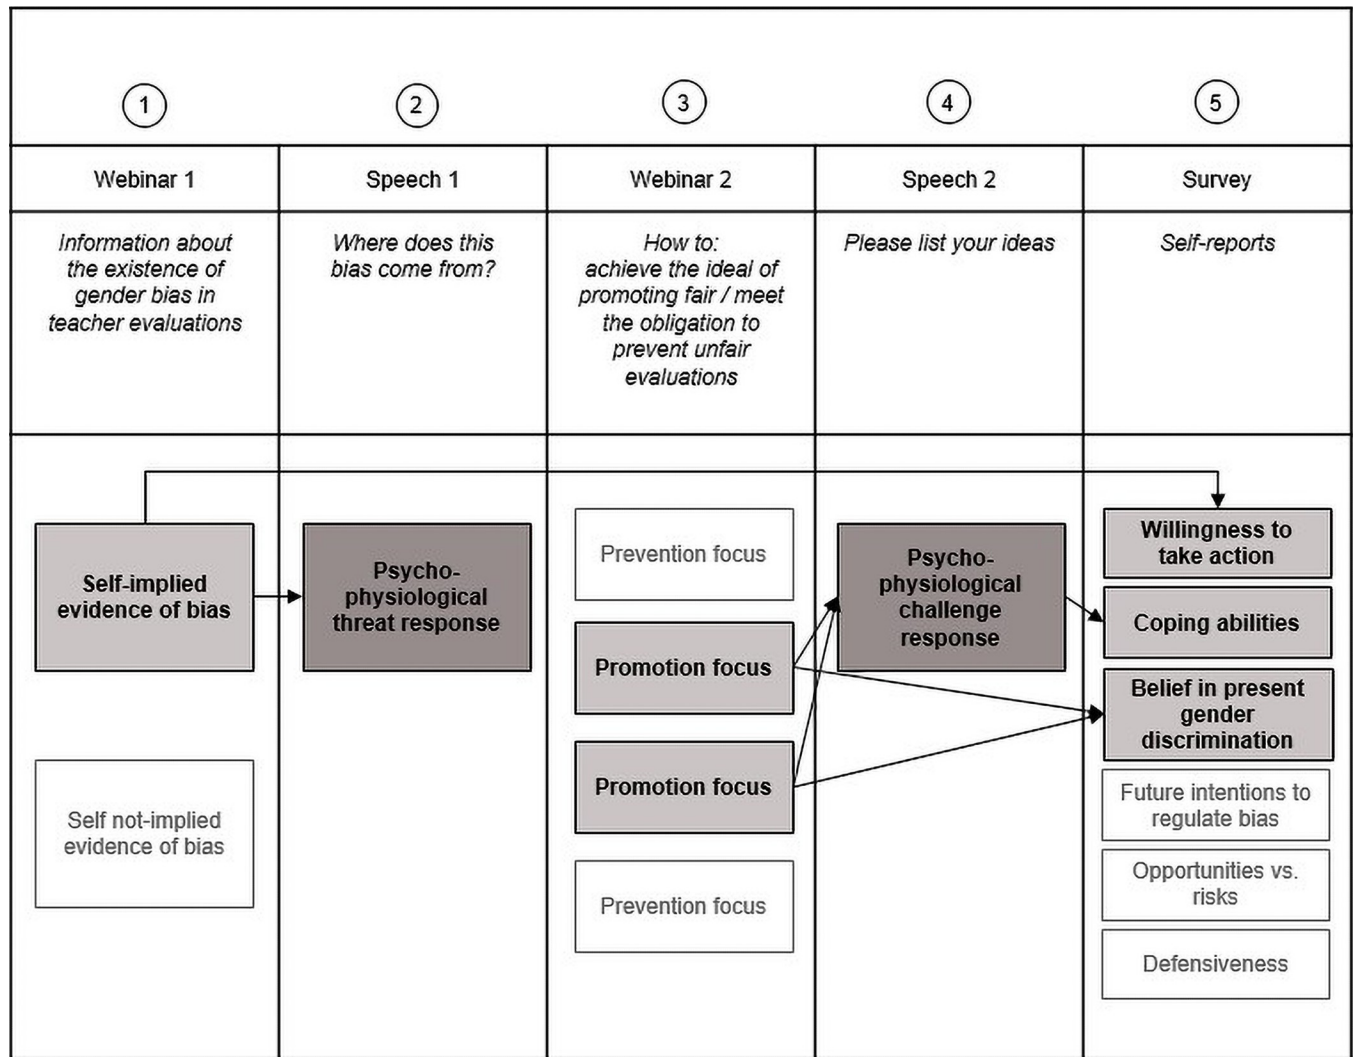 1
2
3
4
5
Webinar 1
Speech 1
Webinar 2
Speech 2
Survey
Information about
the existence of
gender bias in
teacher evaluations
Where does this
bias come from?
How to:
achieve the ideal of
promoting fair / meet
the obligation to
prevent unfair
evaluations
Please list your ideas
Self-reports
Self-implied
evidence of bias
Self not-implied
evidence of bias
Psycho-
physiological
threat response
Prevention focus
Promotion focus
Promotion focus
Prevention focus
Psycho-
physiological
challenge
response
Willingness to
take action
Coping abilities
Belief in present
gender
discrimination
Future intentions to
regulate bias
Opportunities vs.
risks
Defensiveness